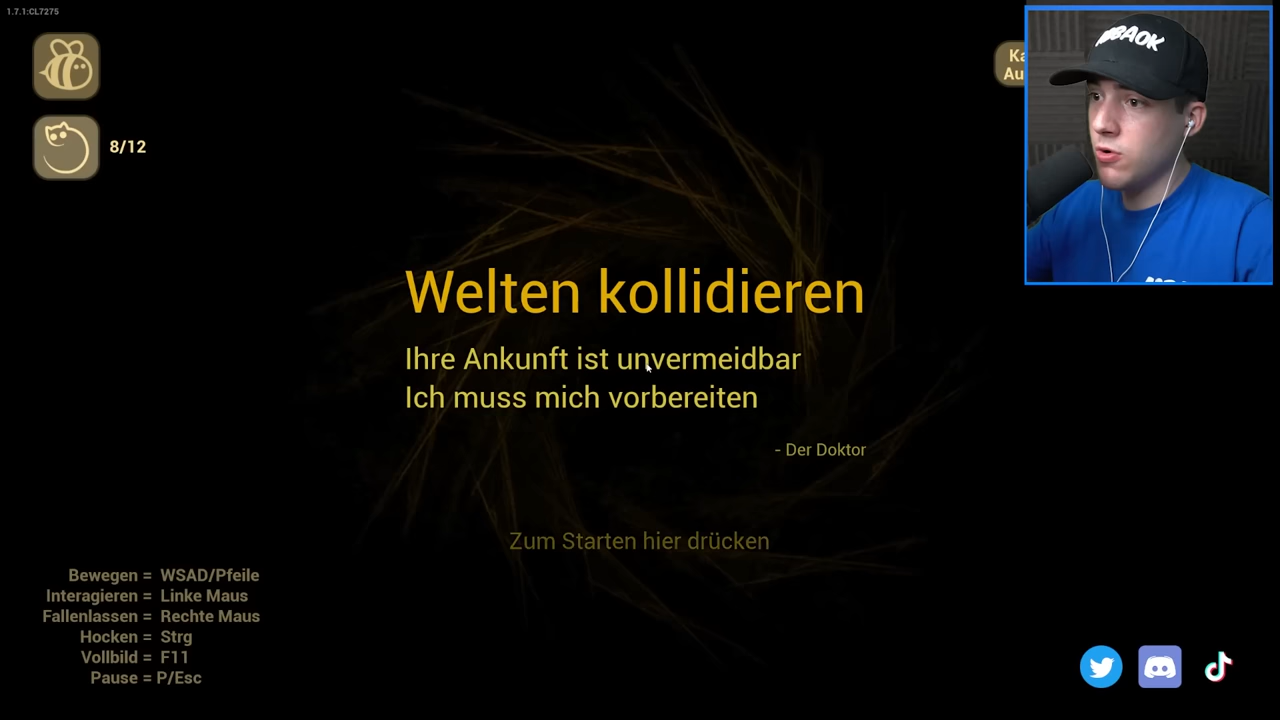 1.7.1:CL7275
8/12
Welten kollidieren
Ihre Ankunft ist unvermeidbar
Ich muss mich vorbereiten
- Der Doktor
Zum Starten hier drücken
Bewegen = WSAD/Pfeile
Interagieren = Linke Maus
Fallenlassen = Rechte Maus
Hocken = Strg
Vollbild = F11
Pause = P/Esc